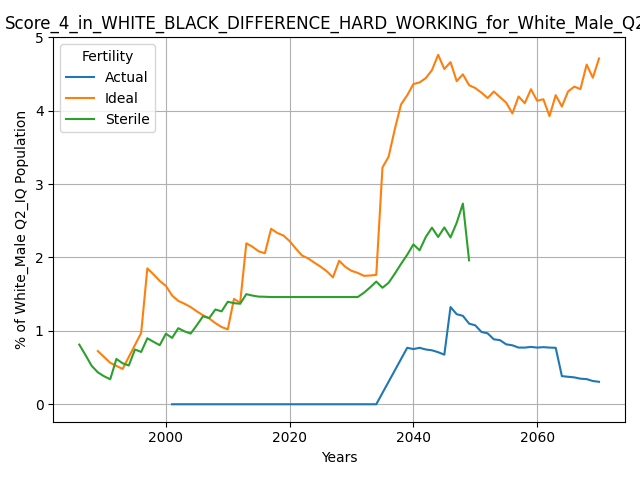 Score_4_in_WHITE_BLACK_DIFFERENCE_HARD_WORKING_for_White_Male_Q2
5
4
3
2
1
0
% of White_Male Q2_IQ Population
Fertility
Actual
Ideal
Sterile
2000
2020
2040
2060
Years